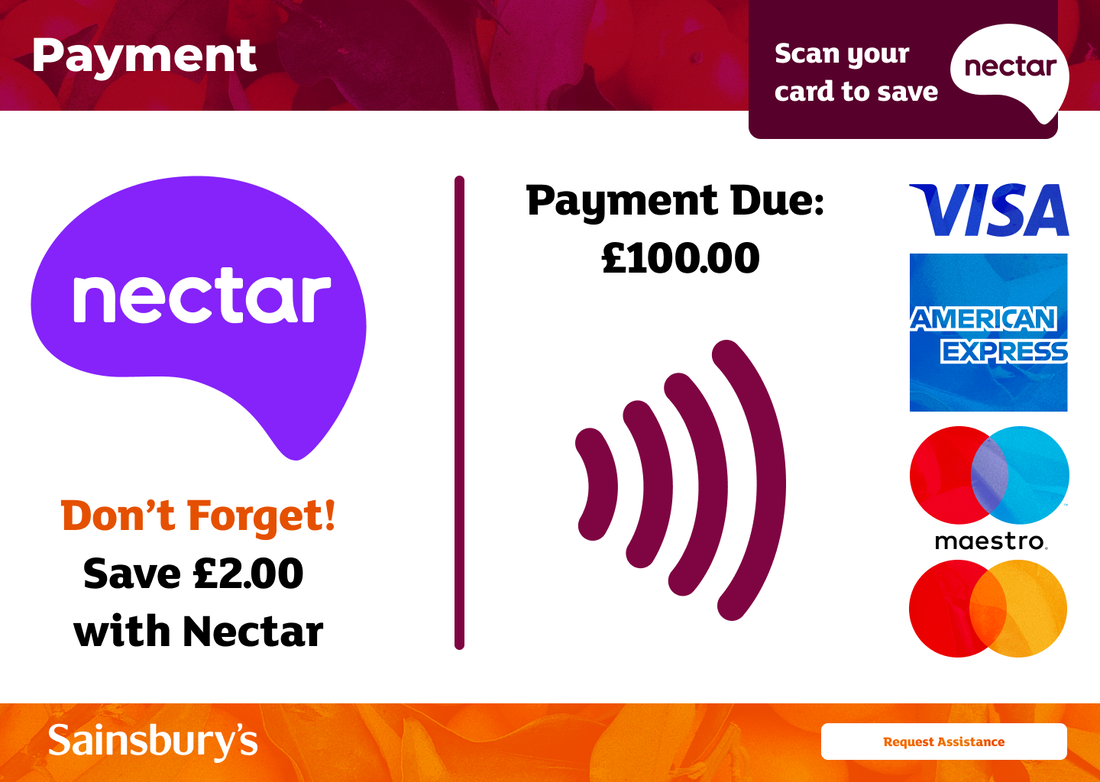 Payment
Scan your
card to save
nectar
nectar
Don’t Forget!
Save £2.00
with Nectar
Payment Due:
£100.00
VISA
AMERICAN
EXPRESS
maestro
Sainsbury’s
Request Assistance